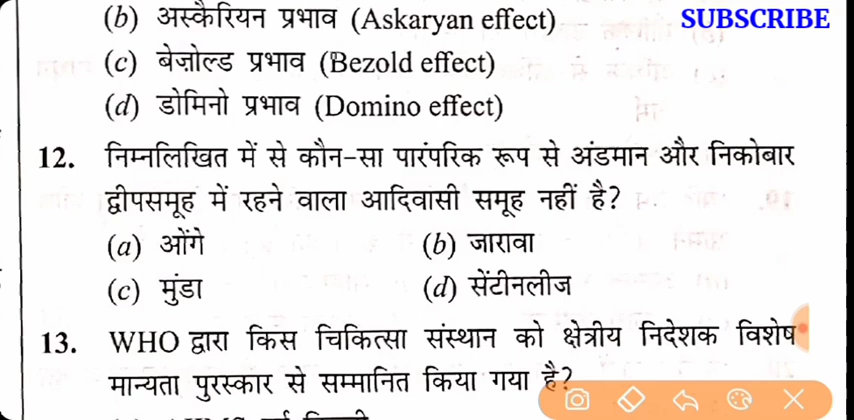 (b) अस्कैरियन प्रभाव (Askaryan effect)
SUBSCRIBE
(c) बेज़ोल्ड प्रभाव (Bezold effect)
(d) डोमिनो प्रभाव (Domino effect)
12. निम्नलिखित में से कौन-सा पारंपरिक रूप से अंडमान और निकोबार
द्वीपसमूह में रहने वाला आदिवासी समूह नहीं है?
(a) ओंगे (b) जारावा
(c) मुंडा (d) सेंटीनलीज
13. WHO द्वारा किस चिकित्सा संस्थान को क्षेत्रीय निदेशक विशेष
मान्यता पुरस्कार से सम्मानित किया गया है?